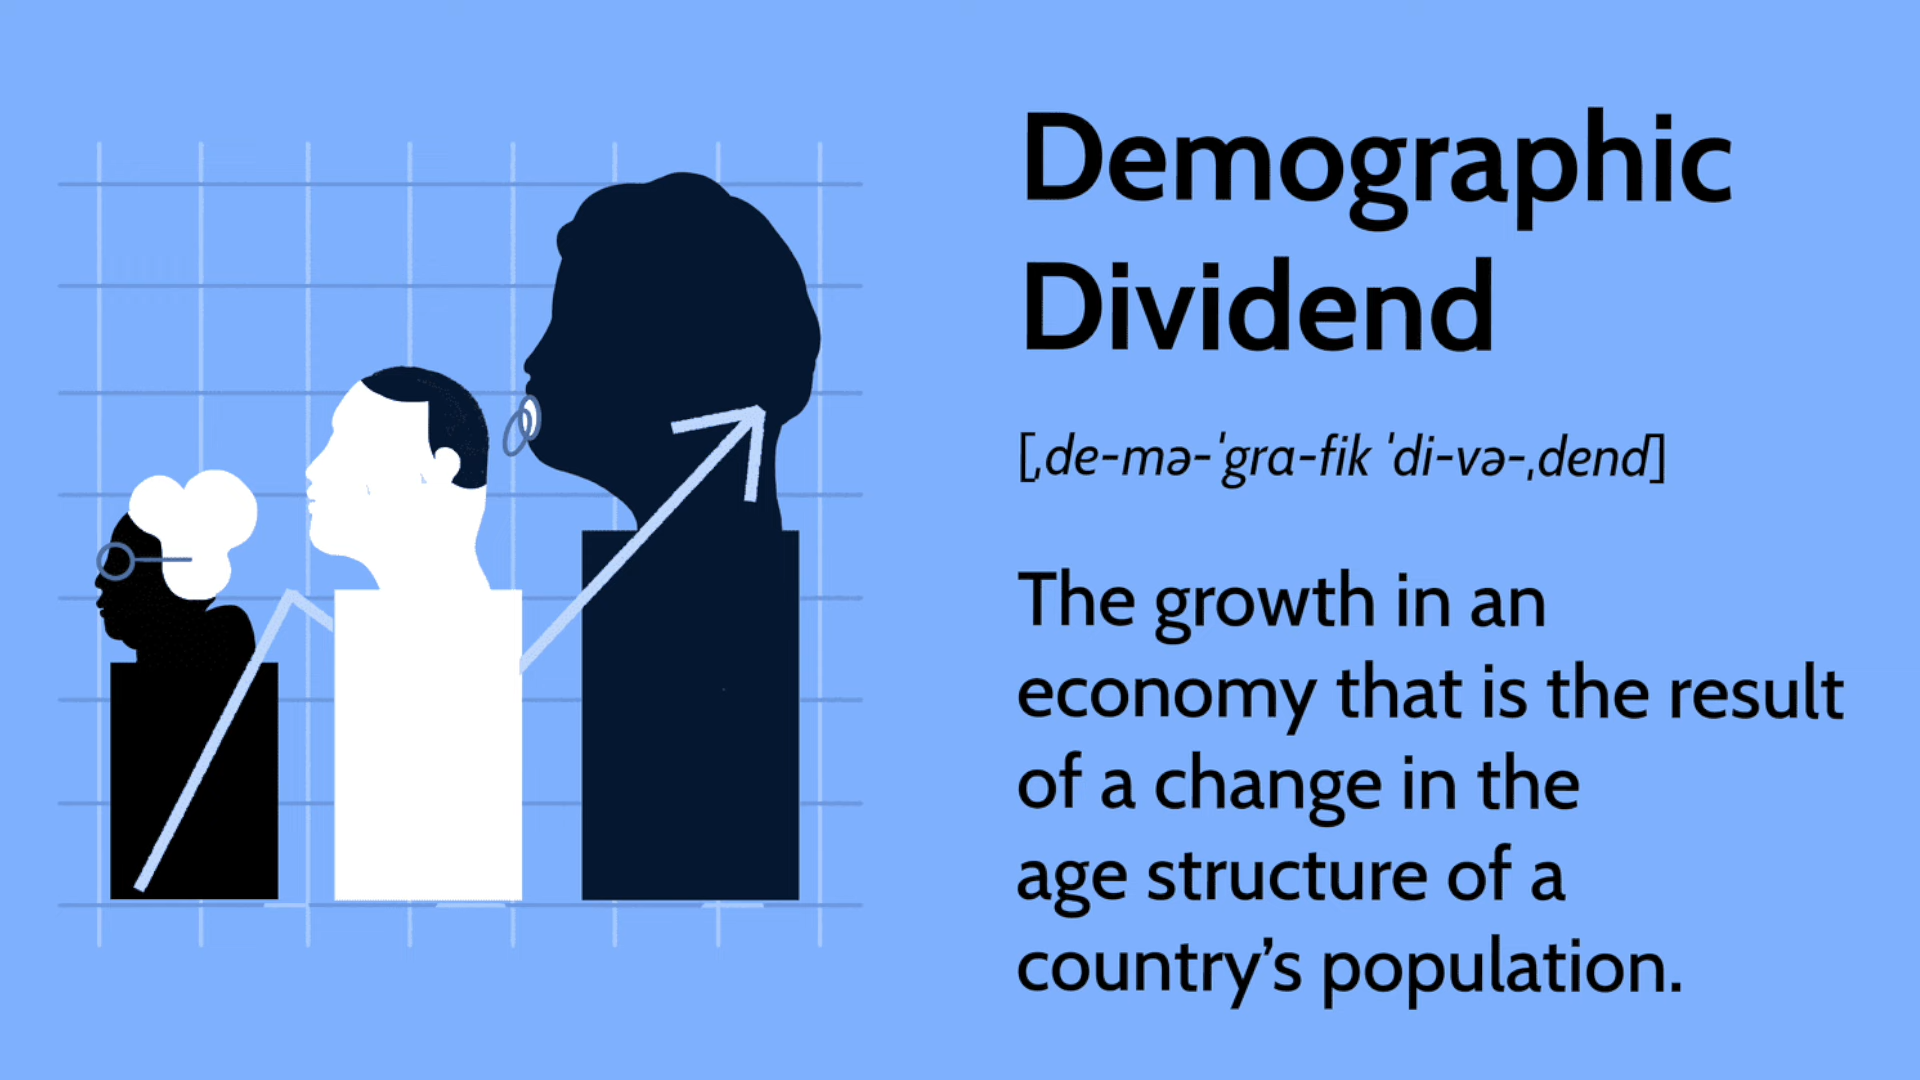 Demographic
Dividend
[ˌde-mə-ˈgra-fik ˈdi-və-ˌdend]
The growth in an
economy that is the result
of a change in the
age structure of a
country’s population.